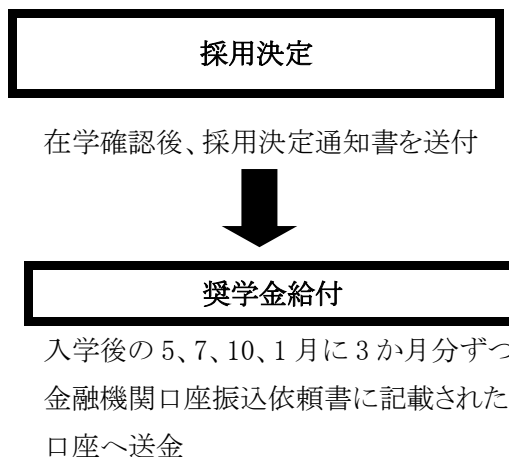 採用決定
在学確認後、採用決定通知書を送付
奨学金給付
入学後の 5、7、10、1 月に 3 か月分ずつ
金融機関口座振込依頼書に記載された
口座へ送金